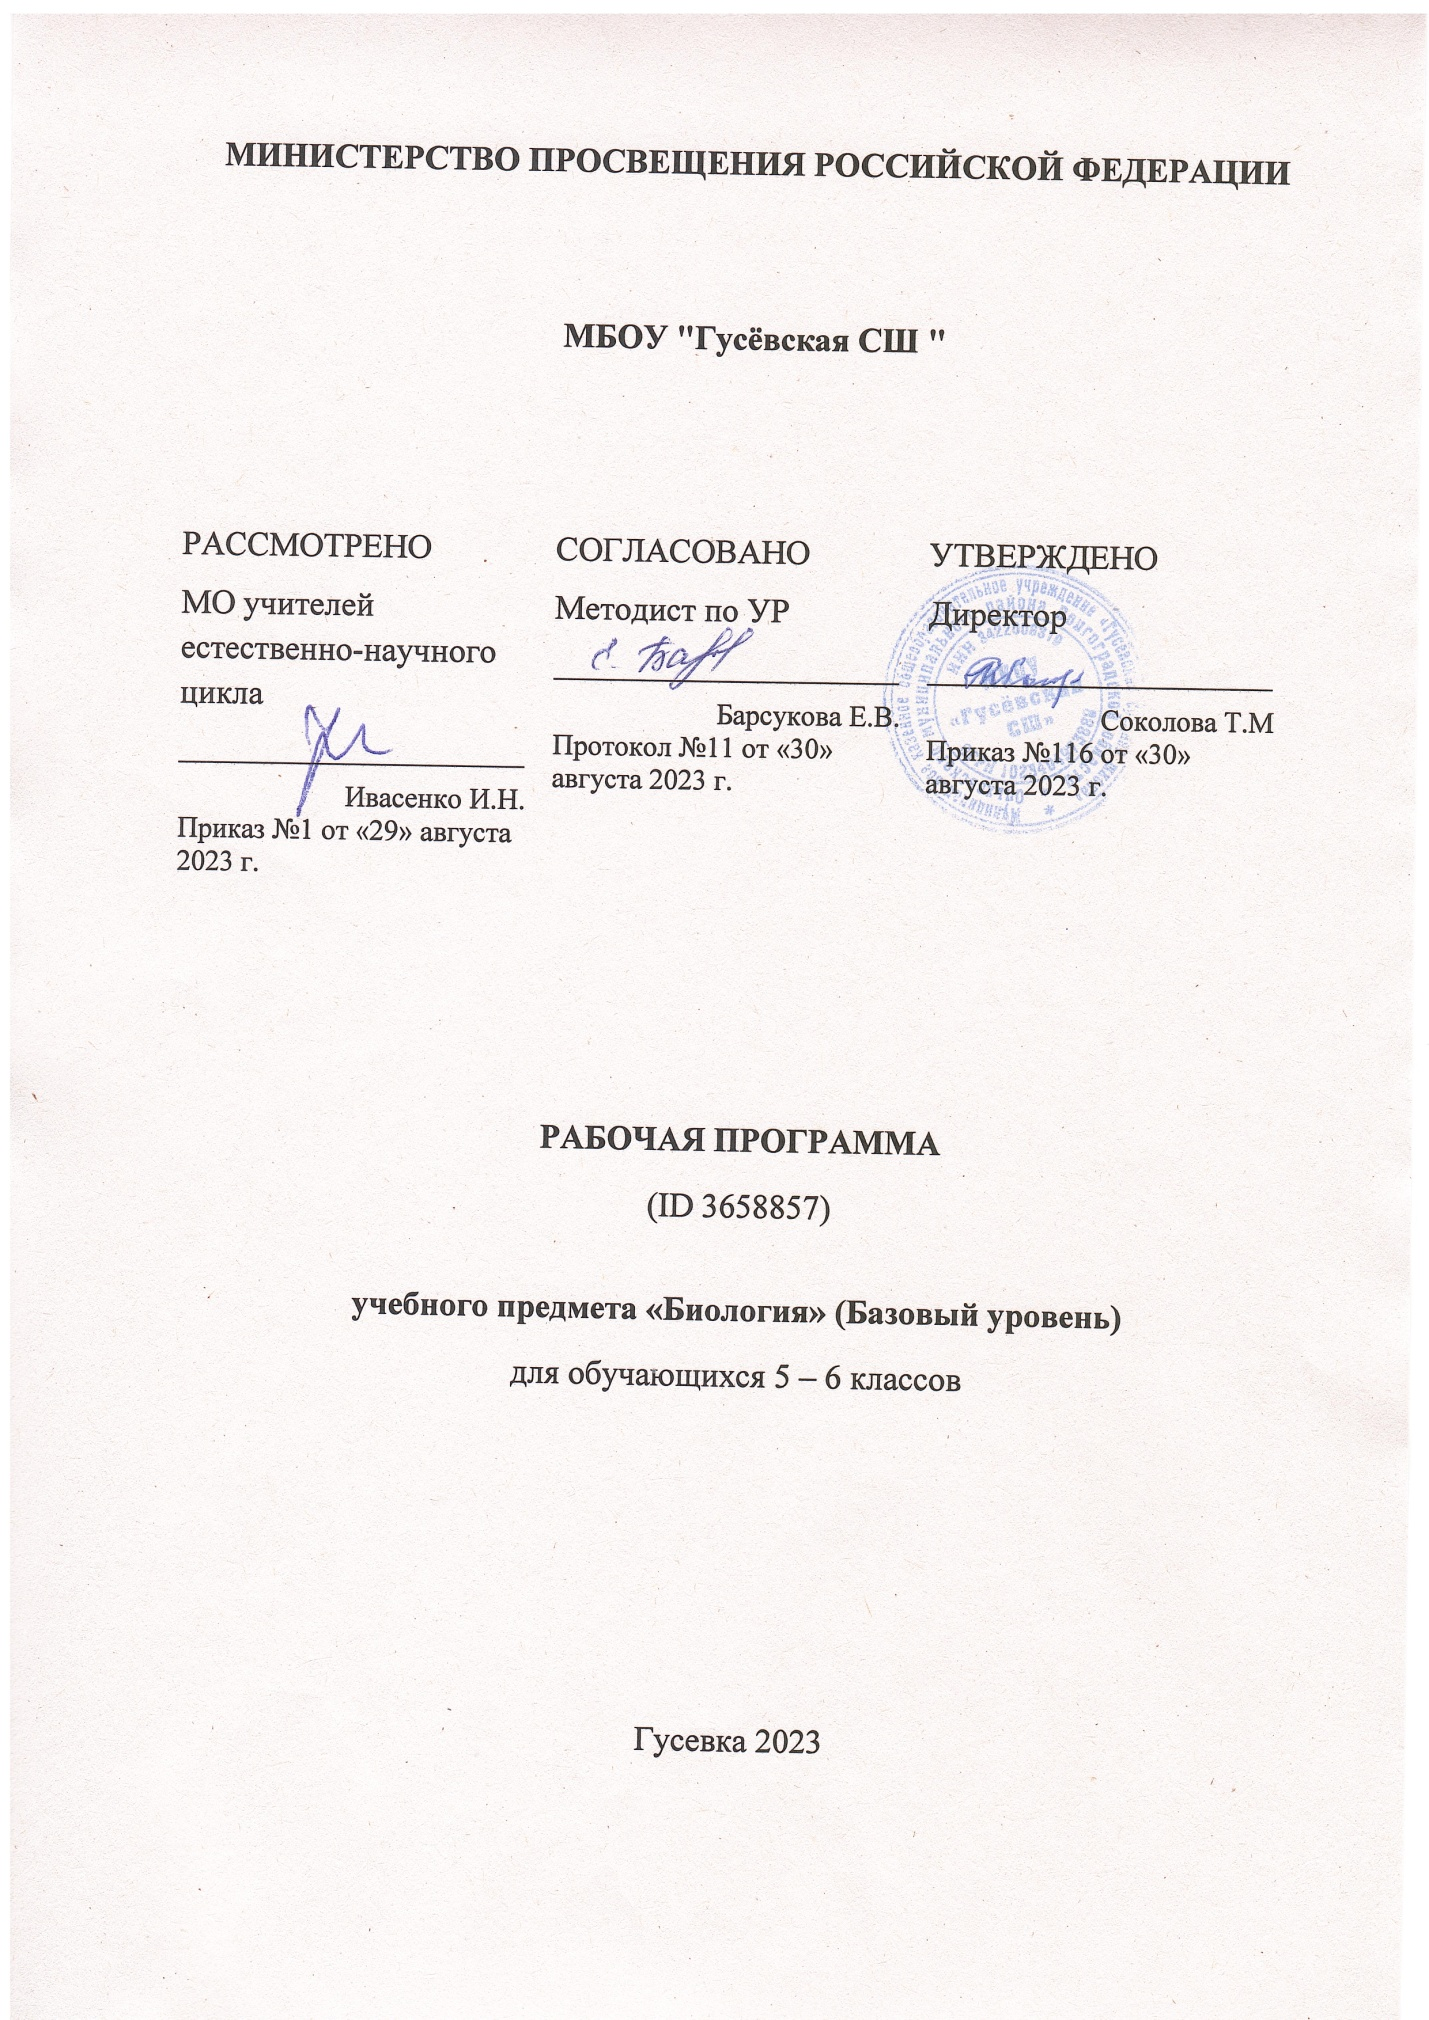 МИНИСТЕРСТВО ПРОСВЕЩЕНИЯ РОССИЙСКОЙ ФЕДЕРАЦИИ
МБОУ "Гусёвская СШ "
РАССМОТРЕНО
МО учителей
естественно-научного
цикла
Ивасенко И.Н.
Приказ №1 от «29» августа
2023 г.
СОГЛАСОВАНО
Методист по УР
Барсукова Е.В.
Протокол №11 от «30»
августа 2023 г.
УТВЕРЖДЕНО
Директор
Соколова Т.М
Приказ №116 от «30»
августа 2023 г.
«Гусевская
СШ»
РАБОЧАЯ ПРОГРАММА
(ID 3658857)
учебного предмета «Биология» (Базовый уровень)
для обучающихся 5 – 6 классов
Гусевка 2023